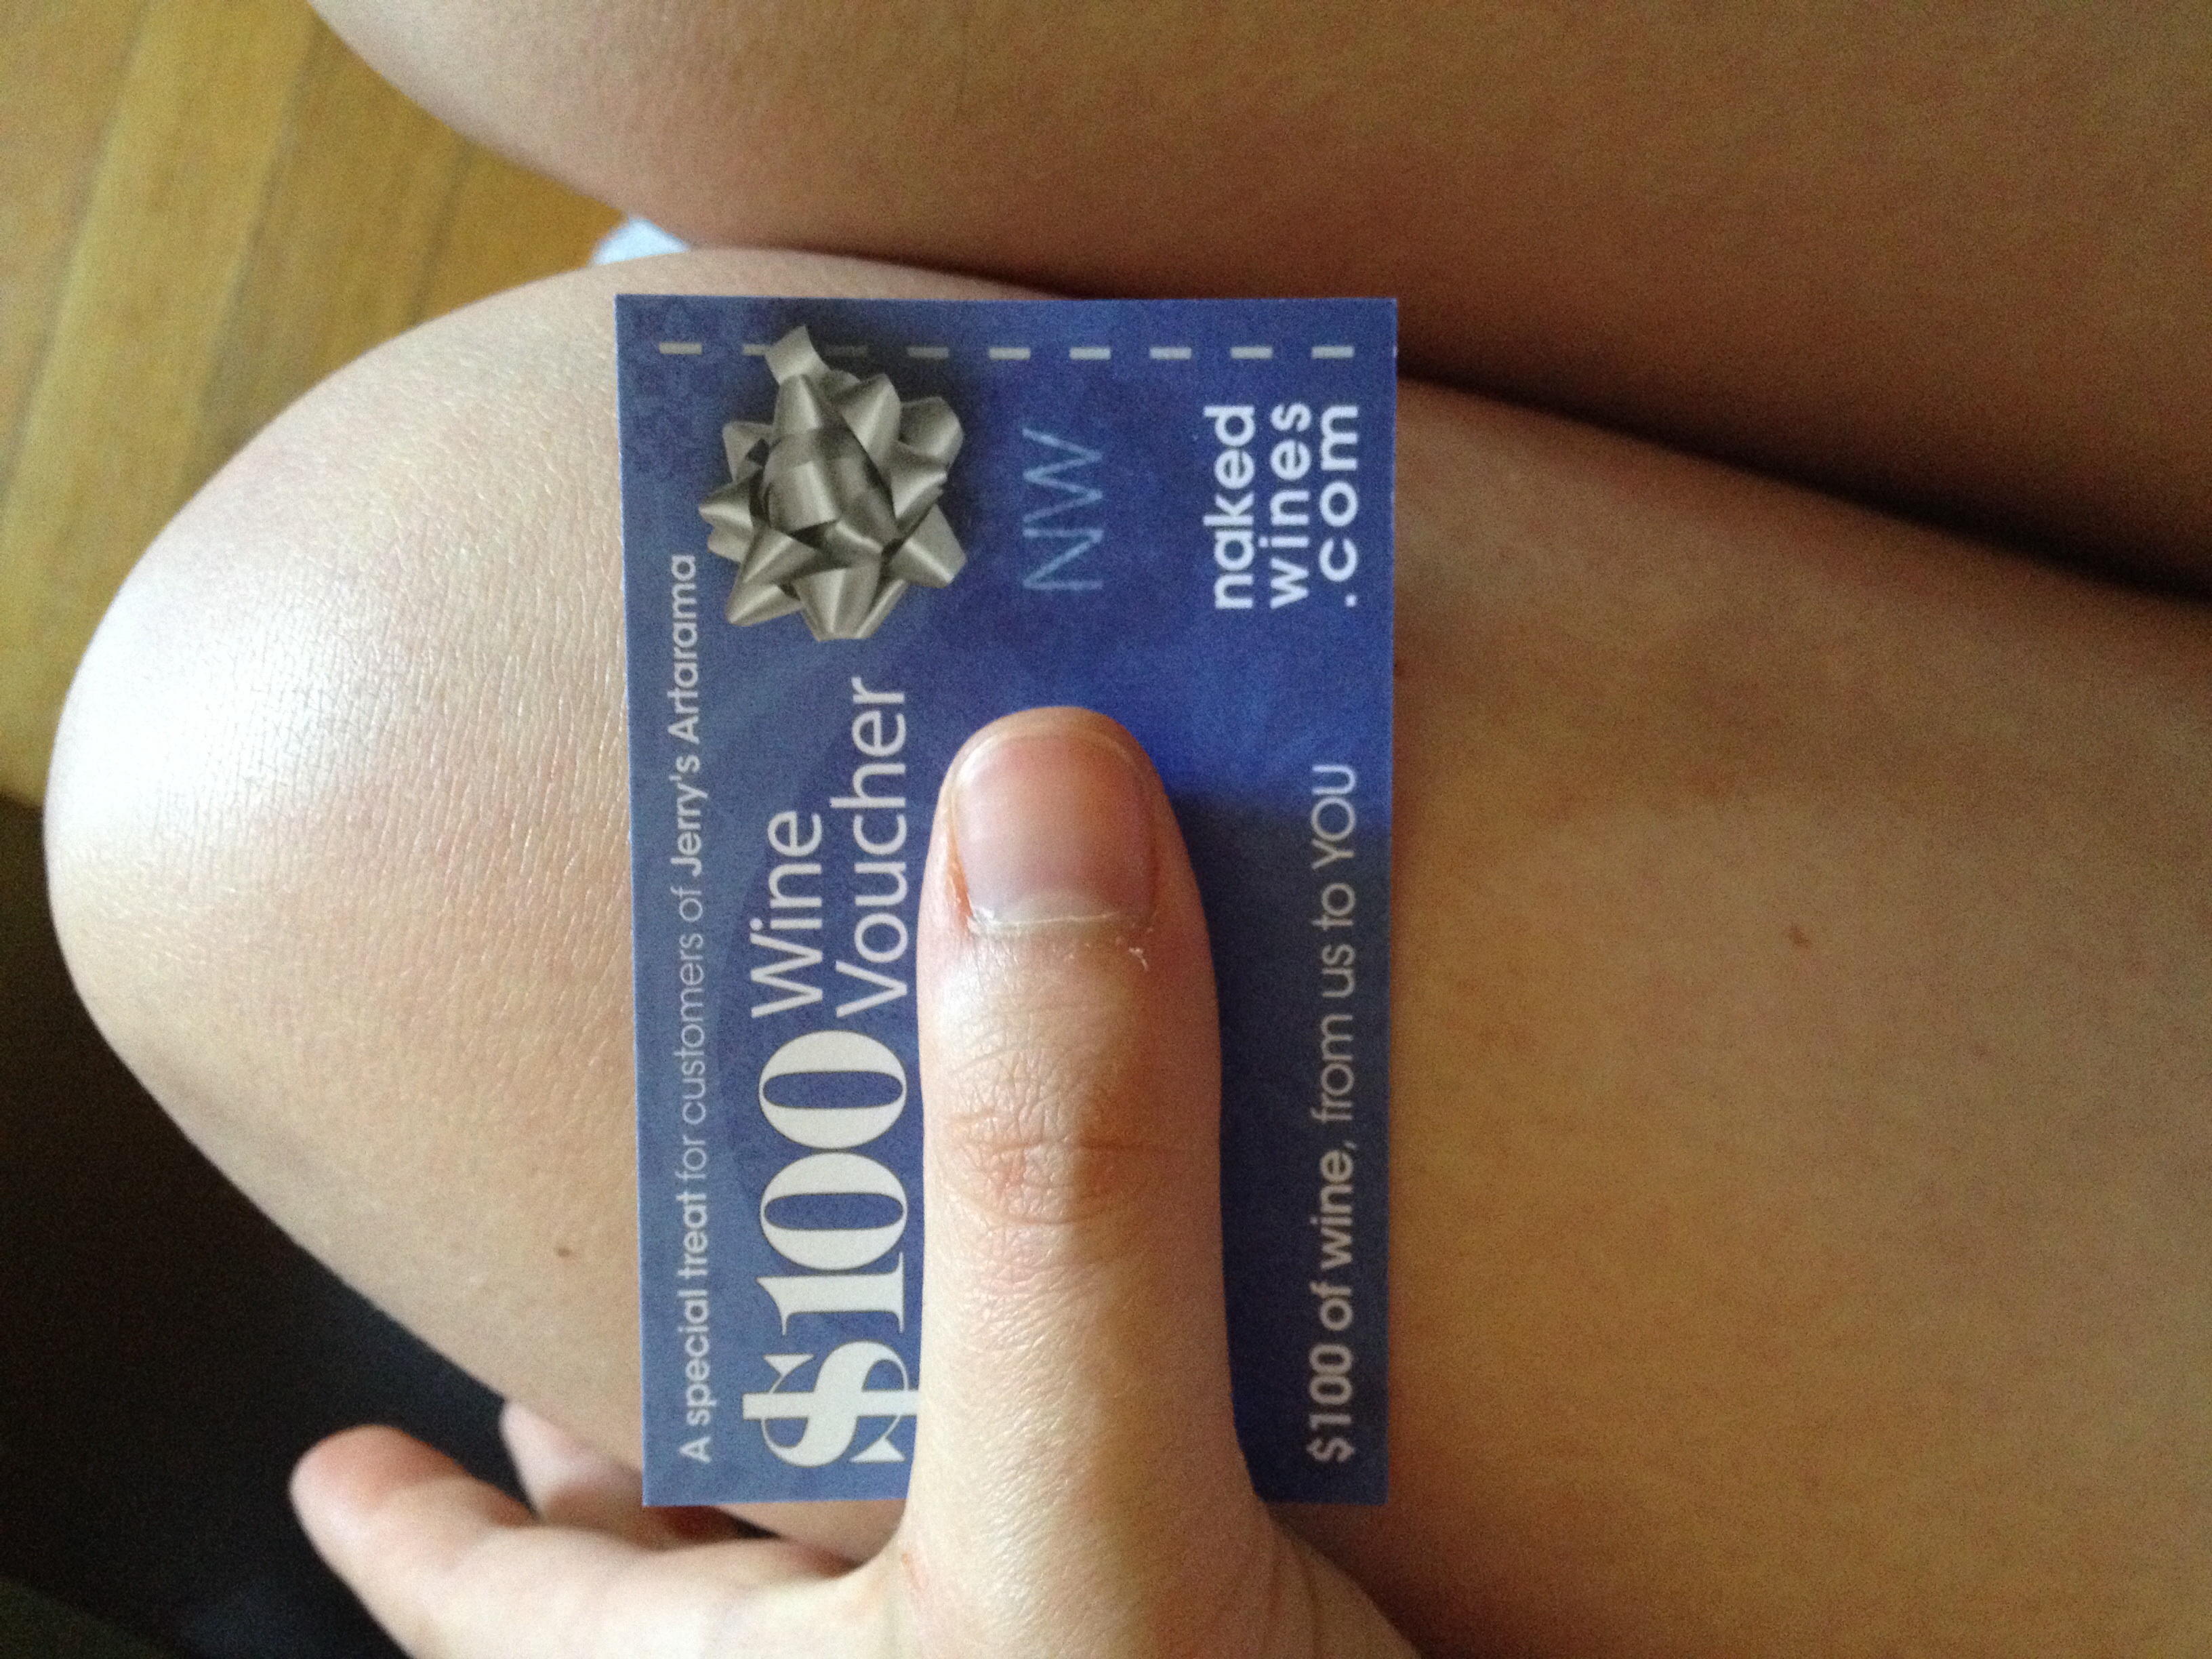 A special treat for customers of Jerry's Artarama
$100 Wine
Voucher
NW
naked
wines
.com
$100 of wine, from us to YOU